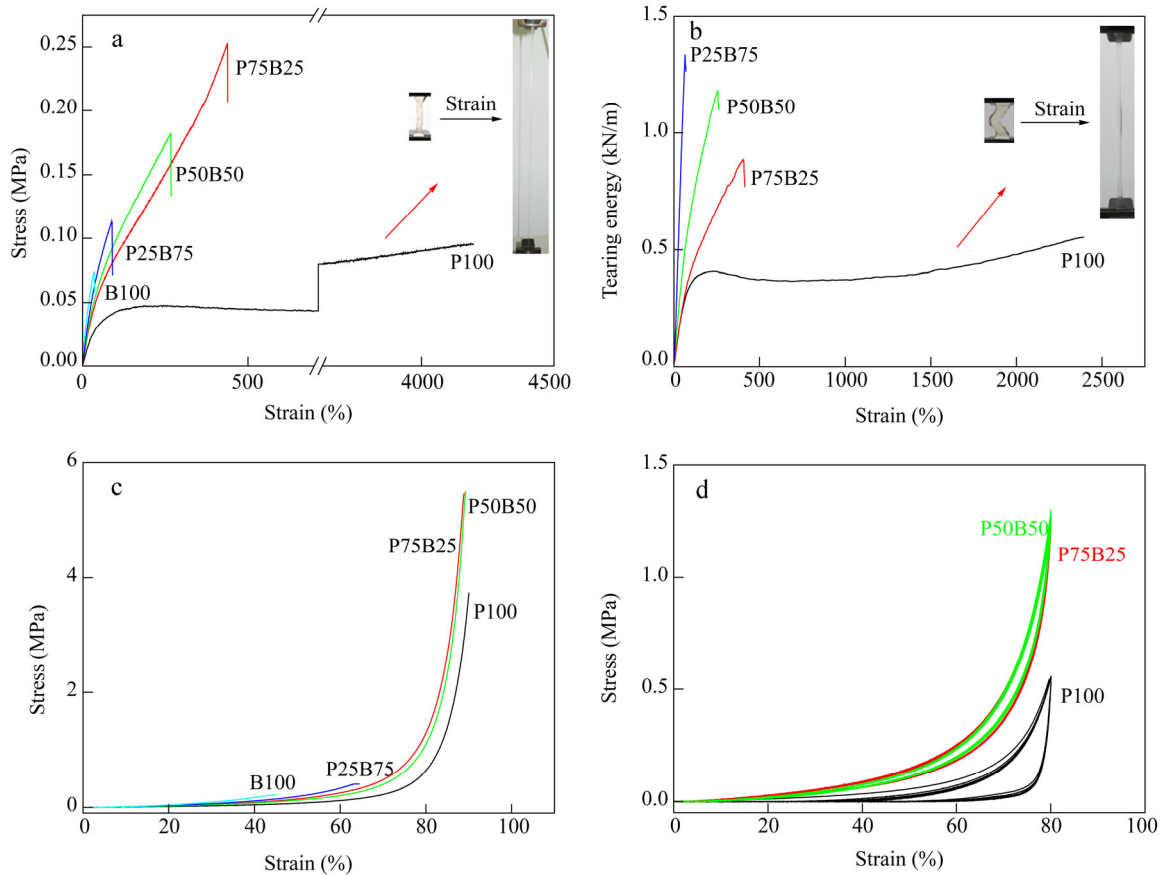 a
Stress (MPa)
0.25
0.20
0.15
0.10
0.05
0.00
0
500
4000
4500
Strain (%)
P75B25
P50B50
P25B75
B100
P100
Strain
b
Tearing energy (kN/m)
1.5
1.0
0.5
0.0
0
500
1000
1500
2000
2500
Strain (%)
P25B75
P50B50
P75B25
P100
Strain
c
Stress (MPa)
6
4
2
0
0
20
40
60
80
100
Strain (%)
P50B50
P75B25
P100
P25B75
B100
d
Stress (MPa)
1.5
1.0
0.5
0.0
0
20
40
60
80
100
Strain (%)
P50B50
P75B25
P100